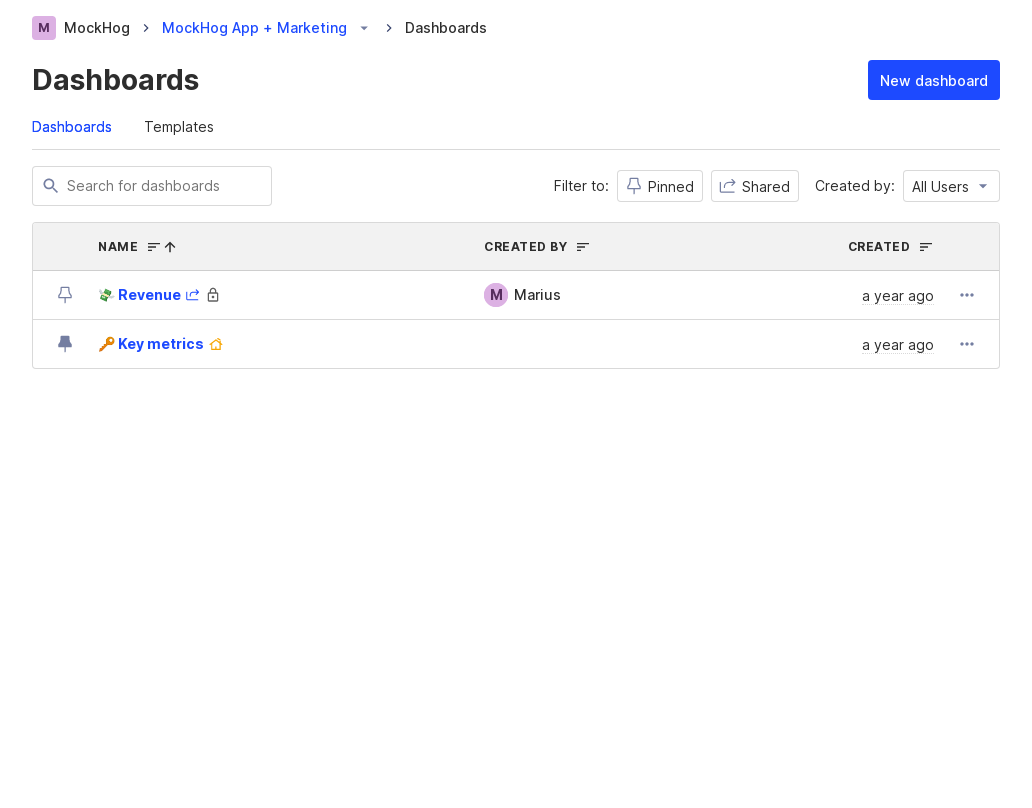 M MockHog > MockHog App + Marketing > Dashboards
Dashboards
New dashboard
Dashboards Templates
Search for dashboards
Filter to: Pinned Shared Created by: All Users
NAME CREATED BY CREATED
💸 Revenue M Marius a year ago
🔑 Key metrics a year ago